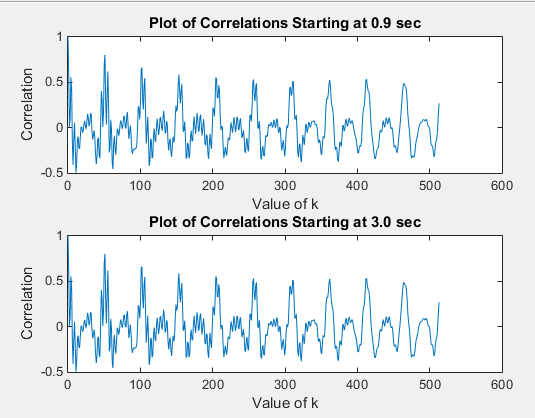 Plot of Correlations Starting at 0.9 sec
1
0.5
0
-0.5
Correlation
0 100 200 300 400 500 600
Value of k
Plot of Correlations Starting at 3.0 sec
1
0.5
0
-0.5
Correlation
0 100 200 300 400 500 600
Value of k